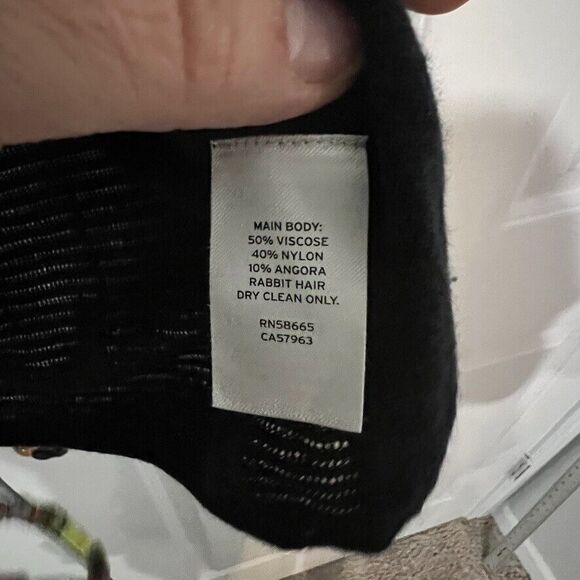 MAIN BODY:
50% VISCOSE
40% NYLON
10% ANGORA
RABBIT HAIR
DRY CLEAN ONLY.
RN58665
CA57963